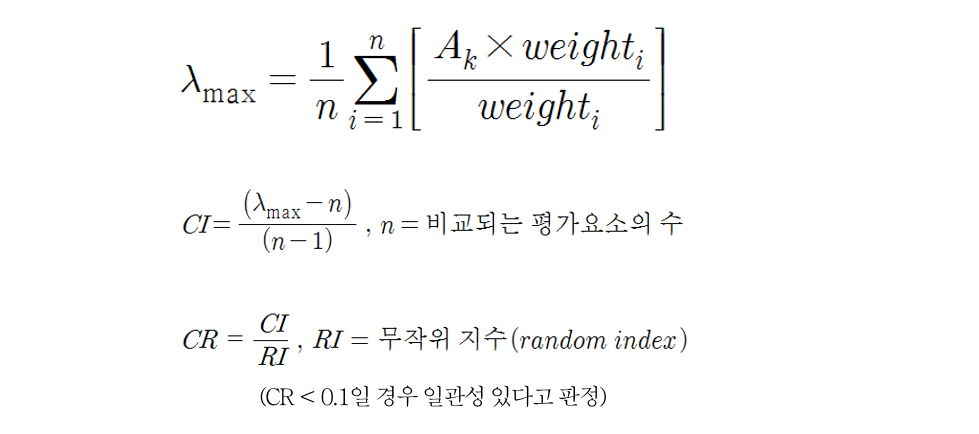 λ_max = 1/n ∑_{i=1}^{n} [ (A_k × weight_i) / weight_i ]
CI = (λ_max − n) / (n − 1) , n = 비교되는 평가요소의 수
CR = CI / RI , RI = 무작위 지수(random index)
(CR < 0.1일 경우 일관성 있다고 판정)